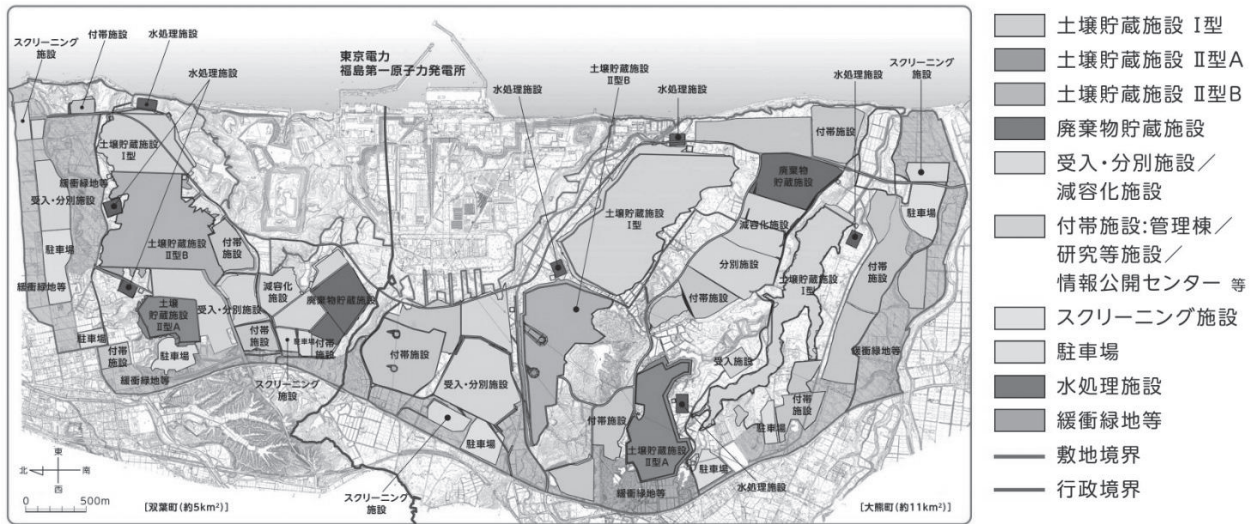 スクリーニング
施設
付帯施設
水処理施設
水処理施設
東京電力
福島第一原子力発電所
水処理施設
土壌貯蔵施設
Ⅱ型B
水処理施設
水処理施設
スクリーニング
施設
土壌貯蔵施設
Ⅰ型
緩衝緑地等
受入・分別施設
駐車場
緩衝緑地等
土壌貯蔵施設
Ⅱ型B
付帯
施設
土壌
貯蔵施設
Ⅱ型A
受入・分別施設
減容化
施設
廃棄物貯蔵施設
駐車場
付帯
施設
駐車場
緩衝緑地等
付帯
施設
駐車場
付帯
施設
スクリーニング
施設
付帯施設
受入・分別施設
駐車場
スクリーニング
施設
土壌貯蔵施設
Ⅰ型
付帯施設
廃棄物
貯蔵施設
減容化施設
分別施設
付帯施設
土壌貯蔵施設
Ⅰ型
受入施設
付帯
施設
駐車場
緩衝緑地等
付帯
施設
土壌貯蔵施設
Ⅱ型A
緩衝緑地等
駐車場
水処理施設
付帯
施設
駐車場
東
北
南
西
0 500m
[双葉町(約5km²)]
[大熊町(約11km²)]
土壌貯蔵施設 Ⅰ型
土壌貯蔵施設 Ⅱ型A
土壌貯蔵施設 Ⅱ型B
廃棄物貯蔵施設
受入・分別施設/
減容化施設
付帯施設:管理棟/
研究等施設/
情報公開センター 等
スクリーニング施設
駐車場
水処理施設
緩衝緑地等
敷地境界
行政境界